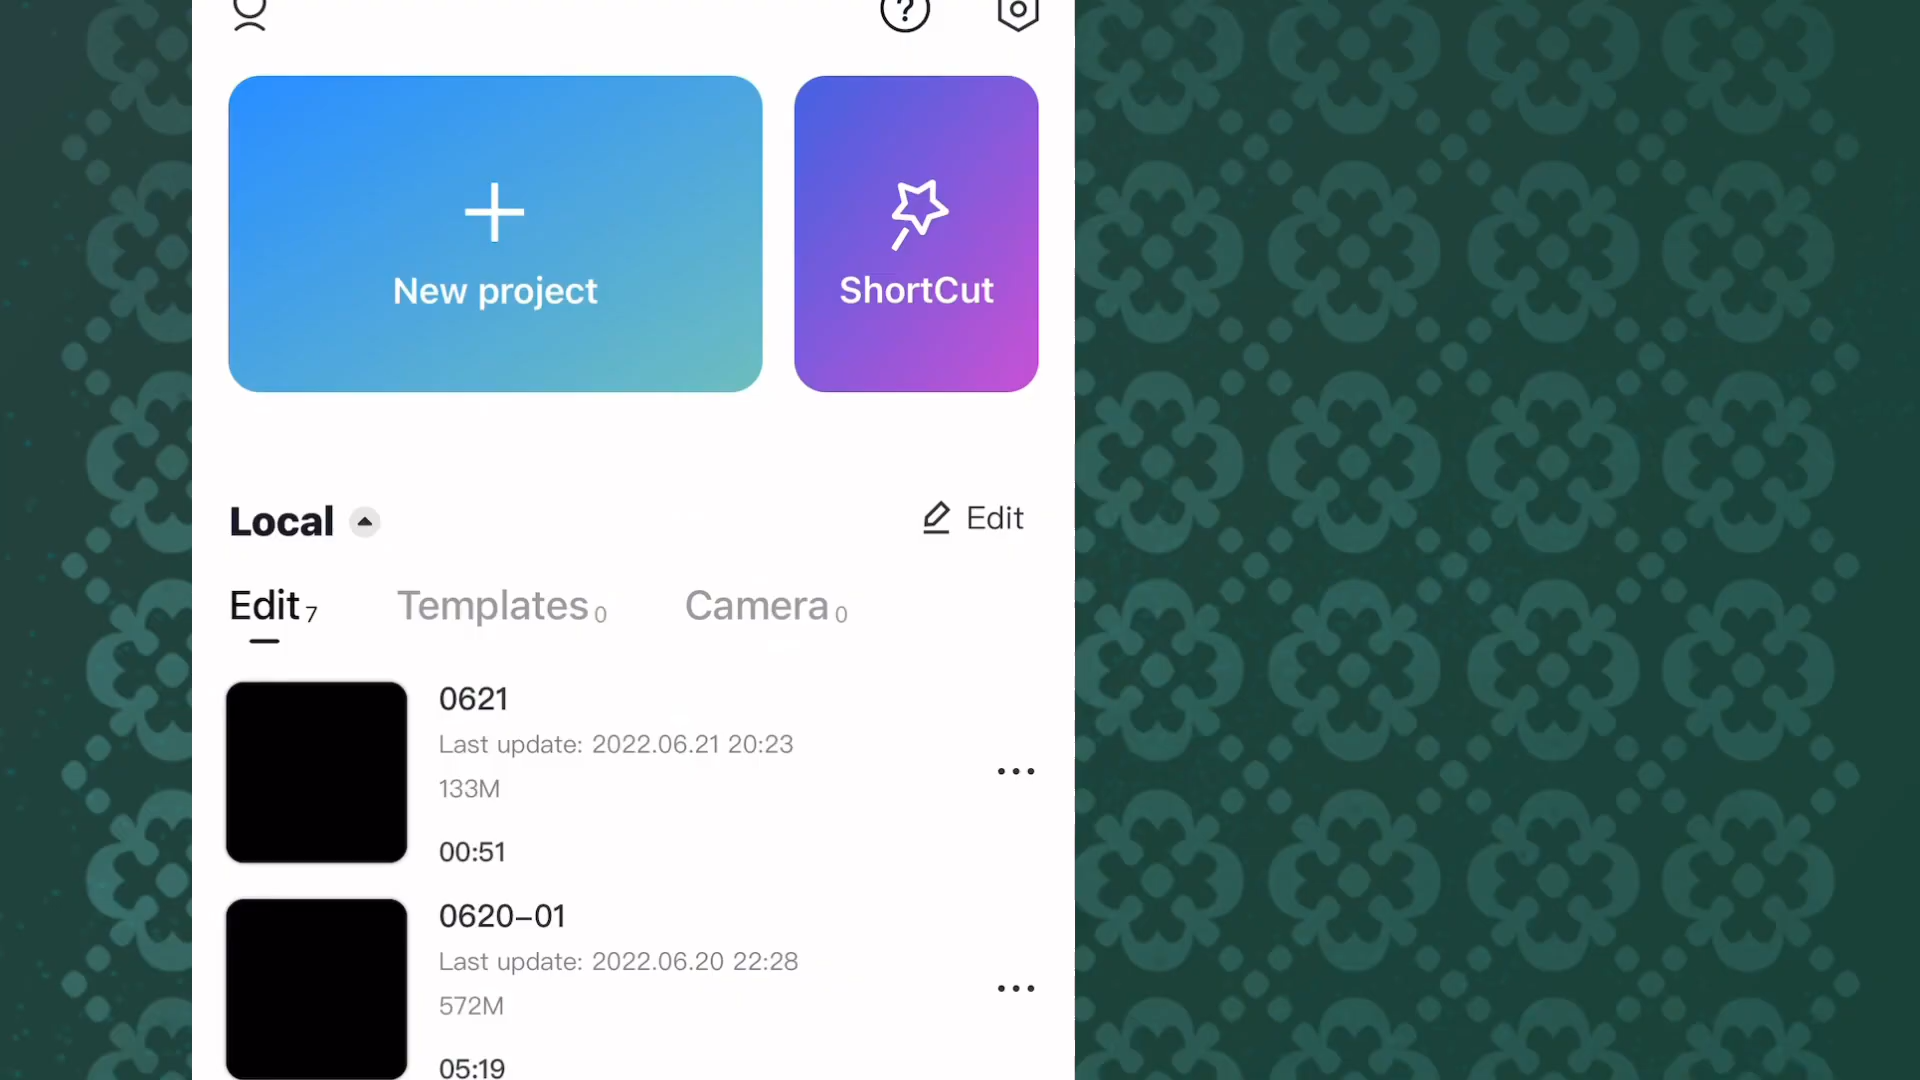 New project
ShortCut
Local
Edit
Edit 7
Templates 0
Camera 0
0621
Last update: 2022.06.21 20:23
133M
00:51
0620–01
Last update: 2022.06.20 22:28
572M
05:19